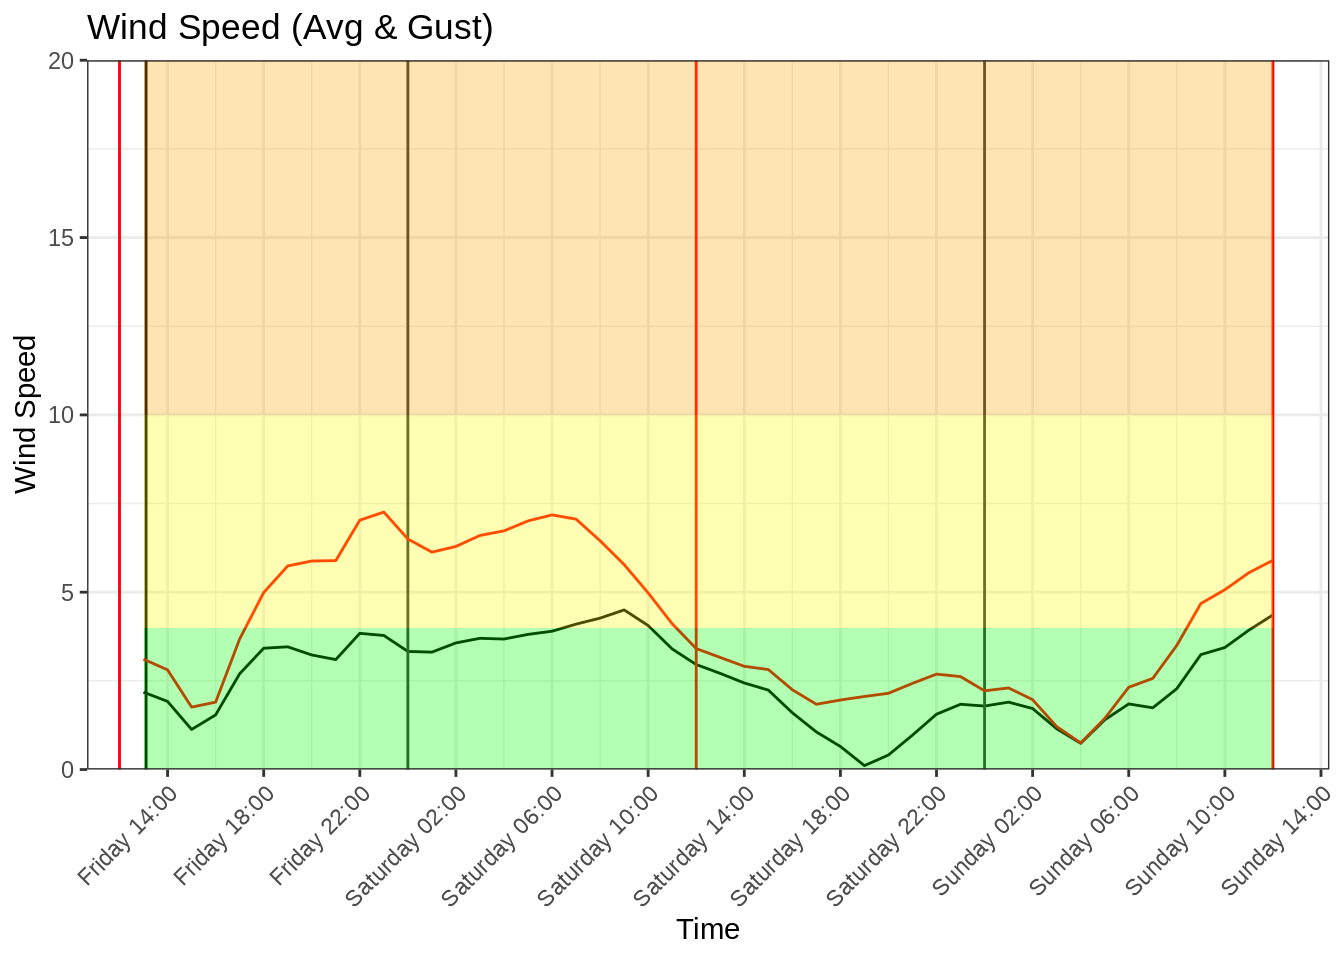 Wind Speed (Avg & Gust)
20
15
10
5
0
Wind Speed
Friday 14:00
Friday 18:00
Friday 22:00
Saturday 02:00
Saturday 06:00
Saturday 10:00
Saturday 14:00
Saturday 18:00
Saturday 22:00
Sunday 02:00
Sunday 06:00
Sunday 10:00
Sunday 14:00
Time